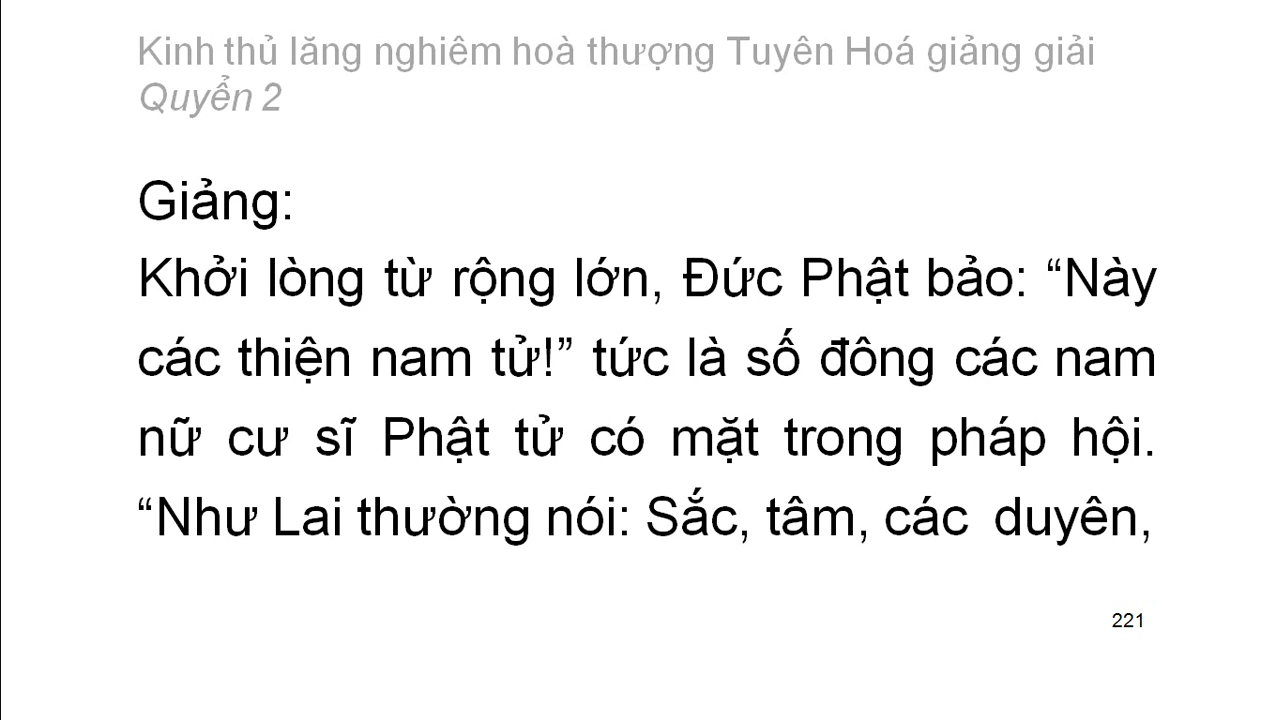 Kinh thủ lăng nghiêm hoà thượng Tuyên Hoá giảng giải
Quyển 2
Giảng:
Khởi lòng từ rộng lớn, Đức Phật bảo: “Này
các thiện nam tử!” tức là số đông các nam
nữ cư sĩ Phật tử có mặt trong pháp hội.
“Như Lai thường nói: Sắc, tâm, các duyên,
221